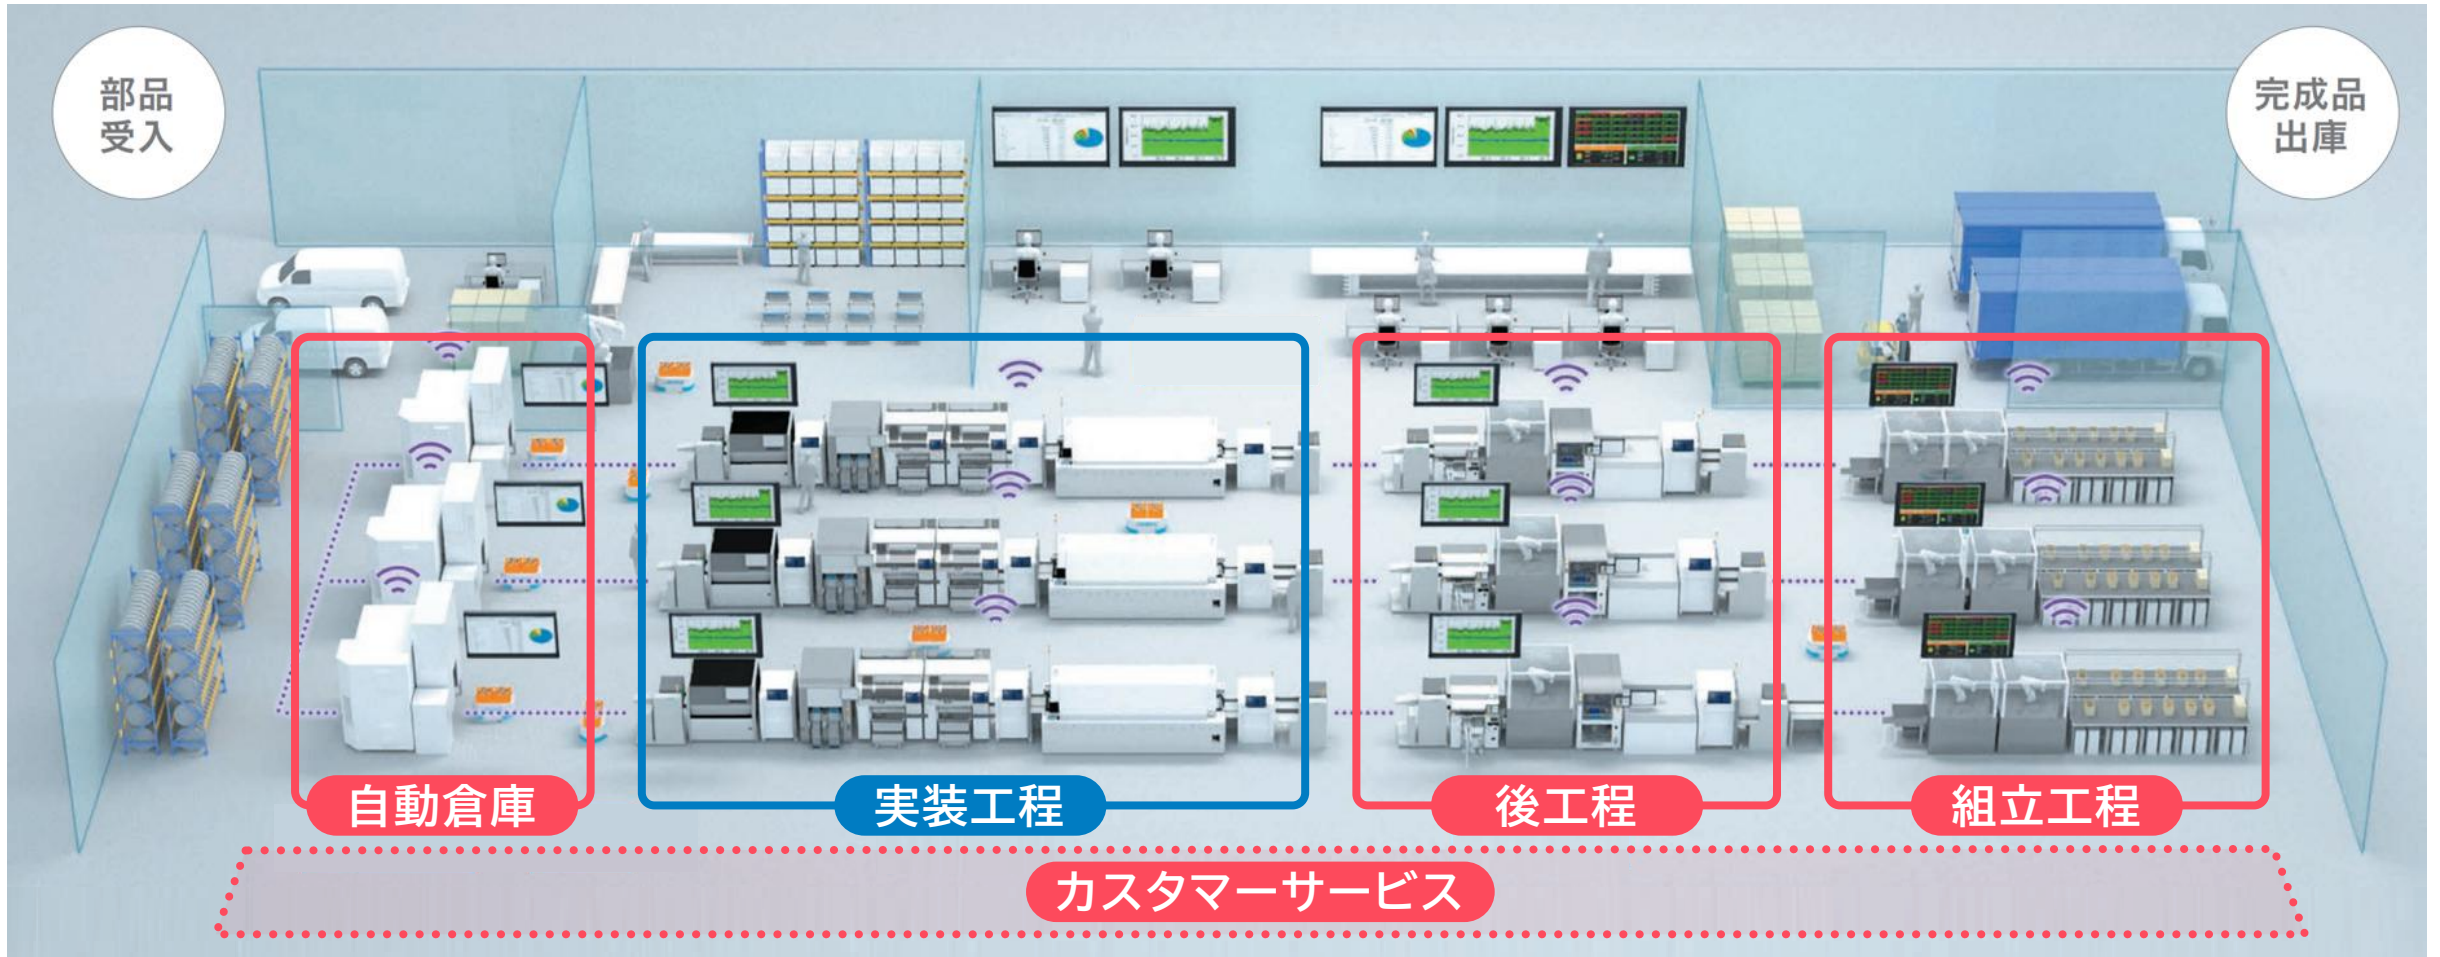 部品
受入
完成品
出庫
自動倉庫
実装工程
後工程
組立工程
カスタマーサービス